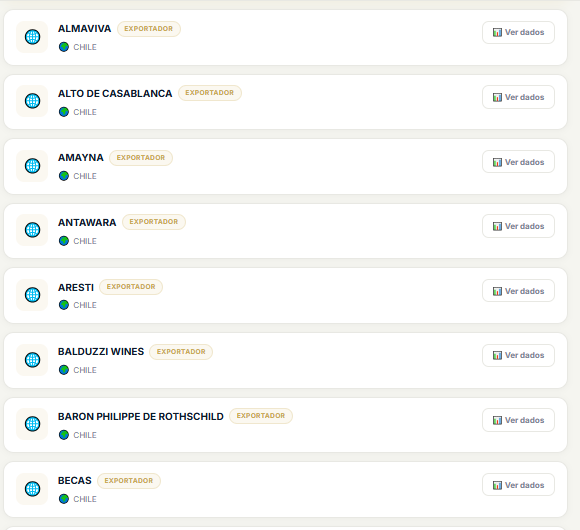 ALMAVIVA EXPORTADOR Ver dados
CHILE
ALTO DE CASABLANCA EXPORTADOR Ver dados
CHILE
AMAYNA EXPORTADOR Ver dados
CHILE
ANTAWARA EXPORTADOR Ver dados
CHILE
ARESTI EXPORTADOR Ver dados
CHILE
BALDUZZI WINES EXPORTADOR Ver dados
CHILE
BARON PHILIPPE DE ROTHSCHILD EXPORTADOR Ver dados
CHILE
BECAS EXPORTADOR Ver dados
CHILE